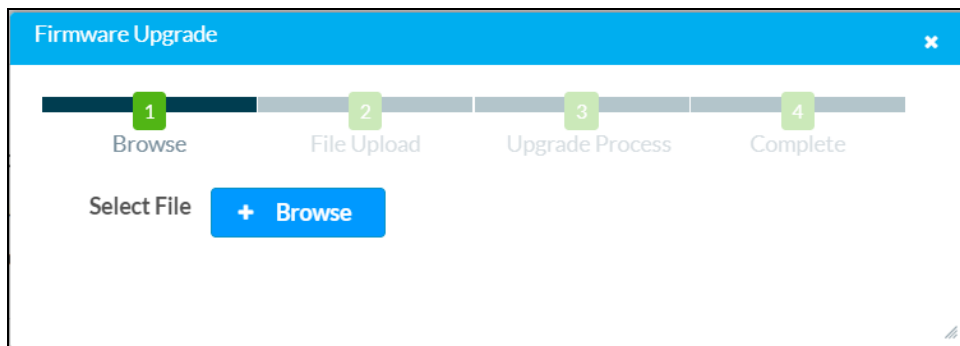 Firmware Upgrade
1 2 3 4
Browse File Upload Upgrade Process Complete
Select File + Browse